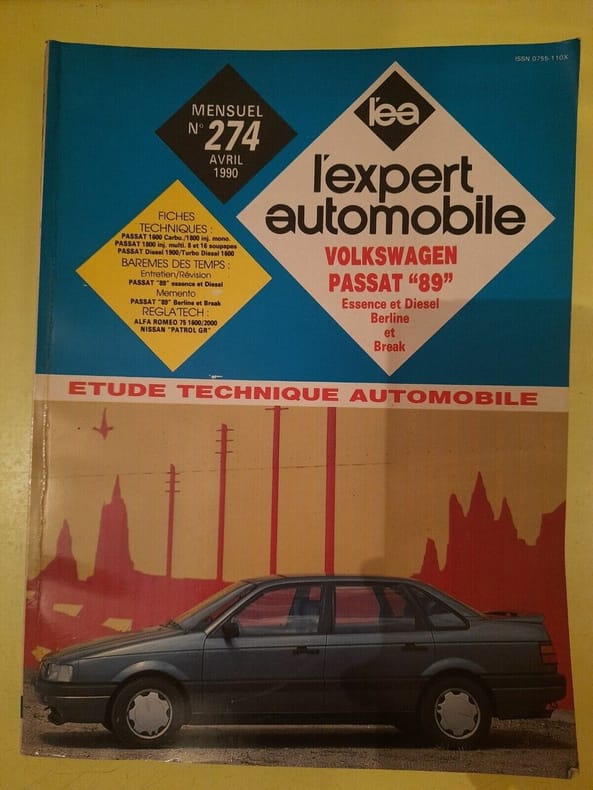 ISSN 0755-110X
MENSUEL
N° 274
AVRIL
1990
l'ea
l'expert
automobile
VOLKSWAGEN
PASSAT "89"
Essence et Diesel
Berline
et
Break
FICHES
TECHNIQUES :
PASSAT 1600 Carbu./1800 inj. mono.
PASSAT 1800 inj. multi. 8 et 16 soupapes
PASSAT Diesel 1900/Turbo Diesel 1600
BAREMES DES TEMPS :
Entretien/Révision
PASSAT "89" essence et Diesel
Memento
PASSAT "89" Berline et Break
REGLA'TECH :
ALFA ROMEO 75 1600/2000
NISSAN "PATROL GR"
ETUDE TECHNIQUE AUTOMOBILE